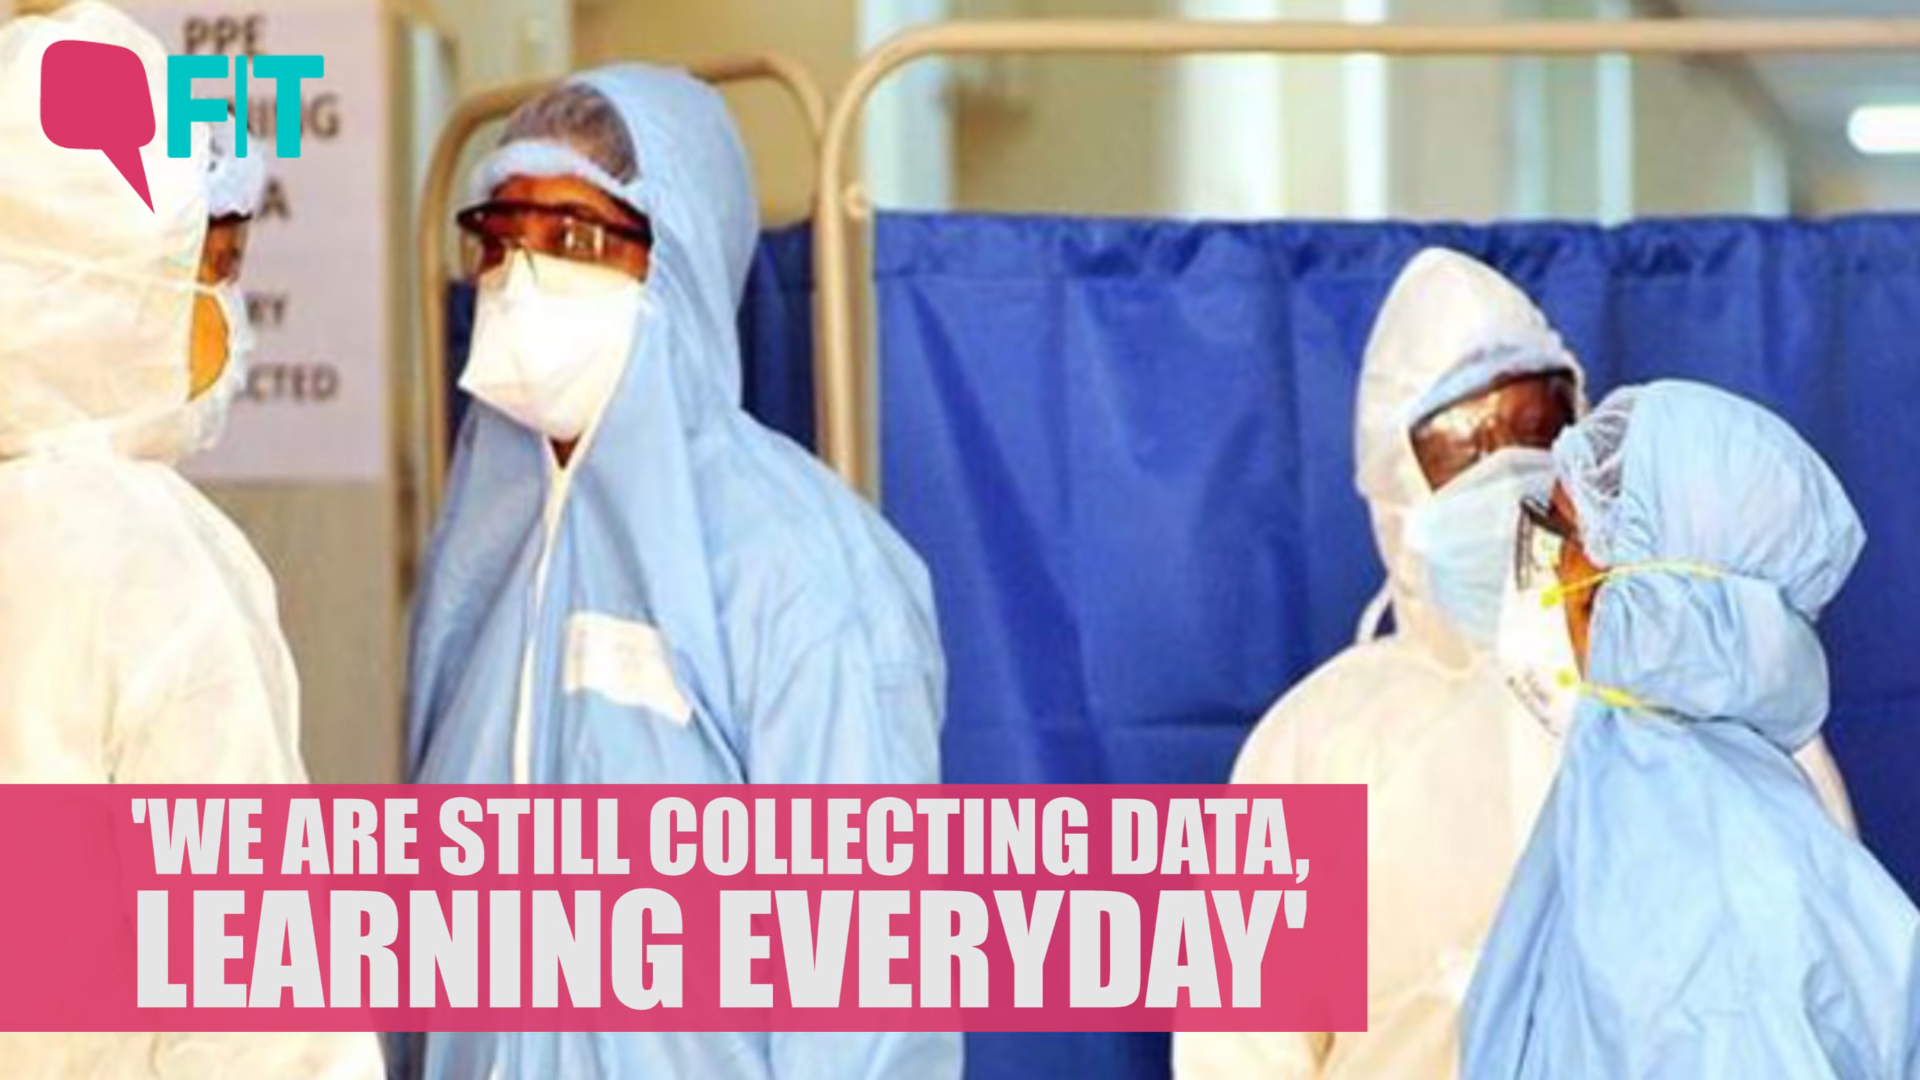 PPE
FIT
'WE ARE STILL COLLECTING DATA,
LEARNING EVERYDAY'